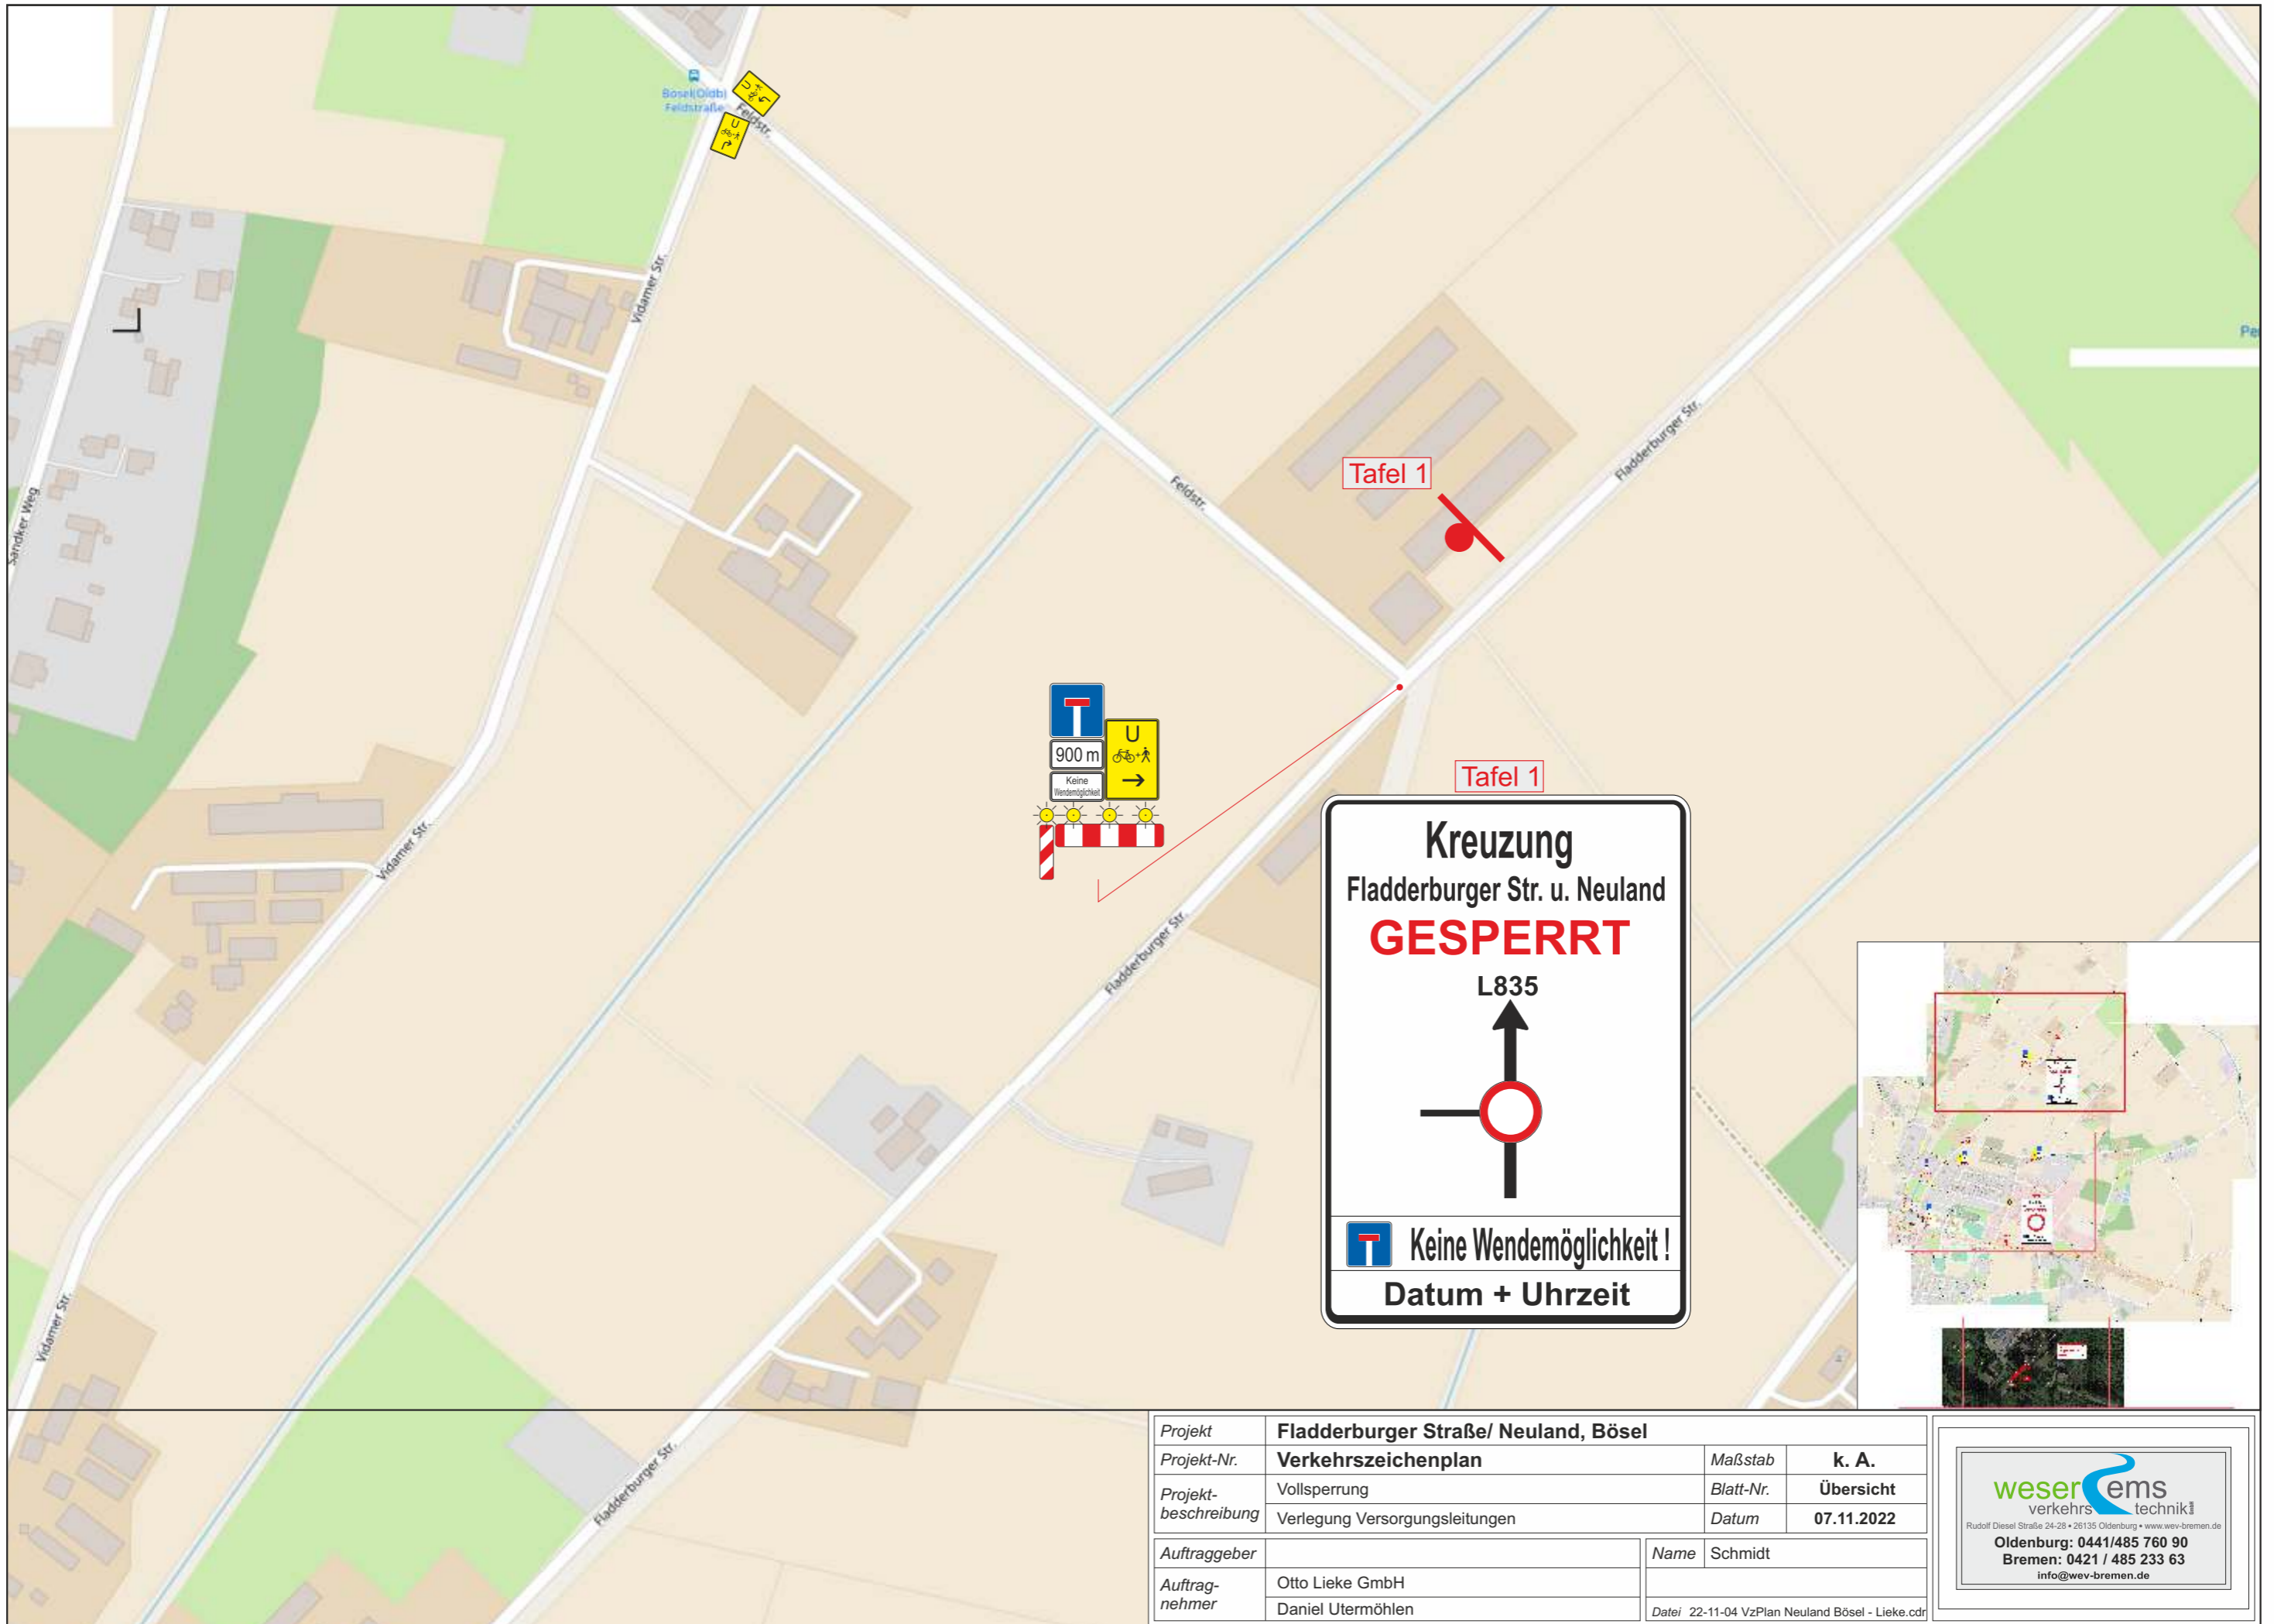 Bösel(Oldb)
Feldstraße
Feldstr.
U
U
Vidamer Str.
Sandker Weg
Feldstr.
Fladderburger Str.
Tafel 1
900 m
Keine
Wendemöglichkeit
U
Tafel 1
Kreuzung
Fladderburger Str. u. Neuland
GESPERRT
L835
Keine Wendemöglichkeit !
Datum + Uhrzeit
Vidamer Str.
Fladderburger Str.
Vidamer Str.
Fladderburger Str.
Projekt Fladderburger Straße/ Neuland, Bösel
Projekt-Nr. Verkehrszeichenplan Maßstab k. A.
Projekt-
beschreibung
Vollsperrung Blatt-Nr. Übersicht
Verlegung Versorgungsleitungen Datum 07.11.2022
Auftraggeber Name Schmidt
Auftrag-
nehmer
Otto Lieke GmbH
Daniel Utermöhlen
Datei 22-11-04 VzPlan Neuland Bösel - Lieke.cdr
weser ems
verkehrs technik
Rudolf Diesel Straße 24-28 • 26135 Oldenburg • www.wev-bremen.de
Oldenburg: 0441/485 760 90
Bremen: 0421 / 485 233 63
info@wev-bremen.de